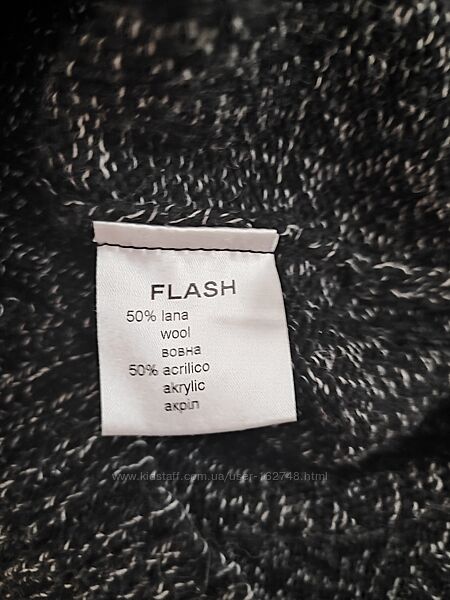 FLASH
50% lana
wool
вовна
50% acrilico
akrylic
акріл
www.kidstaff.com.ua/user-162748.html